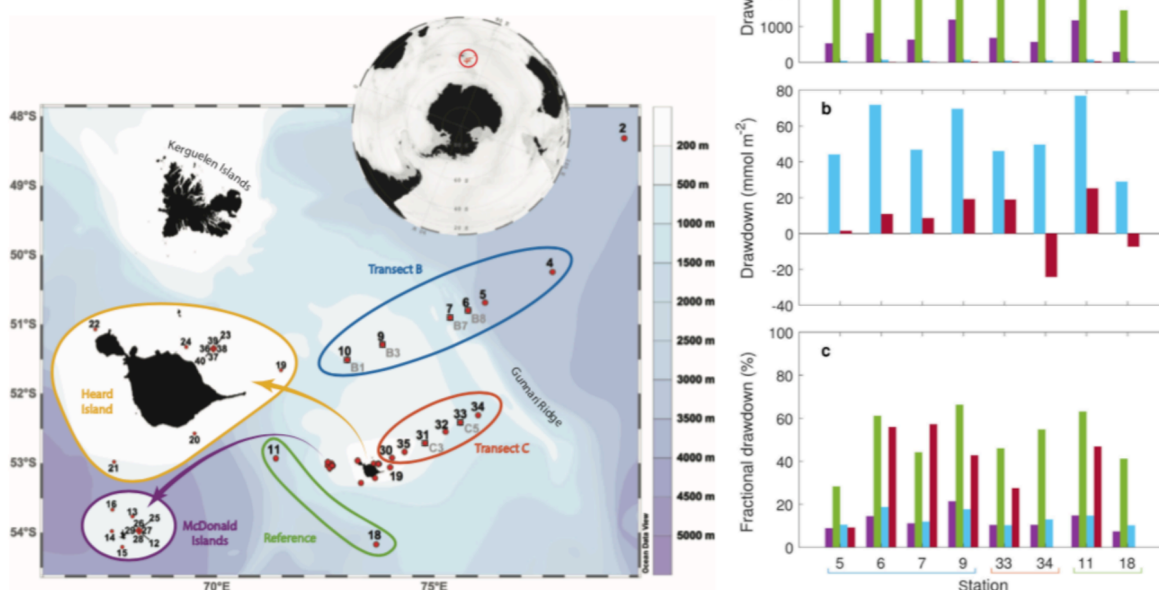 48°S
49°S
50°S
51°S
52°S
53°S
54°S
70°E
75°E
Kerguelen Islands
2
Transect B
4
5
6
7
B8
B7
9
B3
10
B1
Gunnari Ridge
34
33
C5
32
31
C3
35
30
19
Transect C
Heard
Island
22
t
23
24
39
36
38
37
40
19
20
21
11
18
Reference
McDonald
Islands
16
13
25
26
29
27
14
28
12
15
200 m
500 m
1000 m
1500 m
2000 m
2500 m
3000 m
3500 m
4000 m
4500 m
5000 m
Ocean Data View
1000
0
b
80
60
40
20
0
-20
-40
Drawdown (mmol m⁻²)
c
100
80
60
40
20
0
Fractional drawdown (%)
5 6 7 9 33 34 11 18
Station